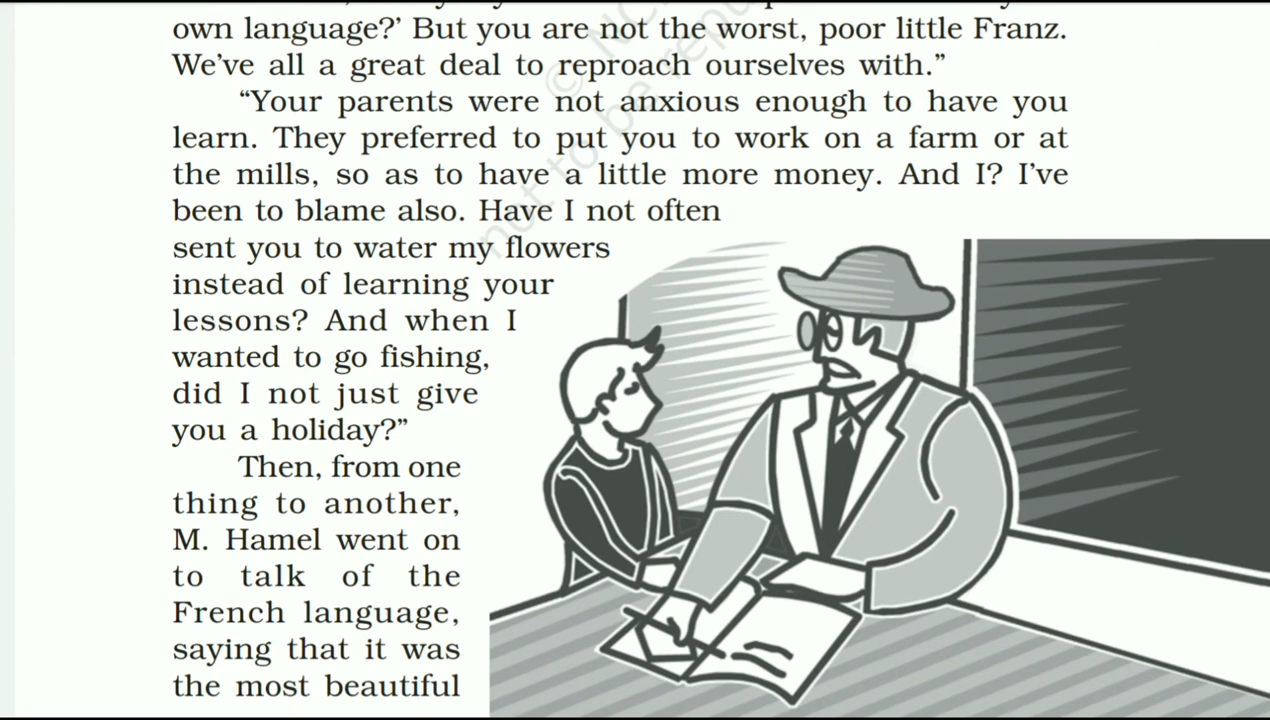 own language?’ But you are not the worst, poor little Franz.
We’ve all a great deal to reproach ourselves with.”
“Your parents were not anxious enough to have you
learn. They preferred to put you to work on a farm or at
the mills, so as to have a little more money. And I? I’ve
been to blame also. Have I not often
sent you to water my flowers
instead of learning your
lessons? And when I
wanted to go fishing,
did I not just give
you a holiday?”
Then, from one
thing to another,
M. Hamel went on
to talk of the
French language,
saying that it was
the most beautiful